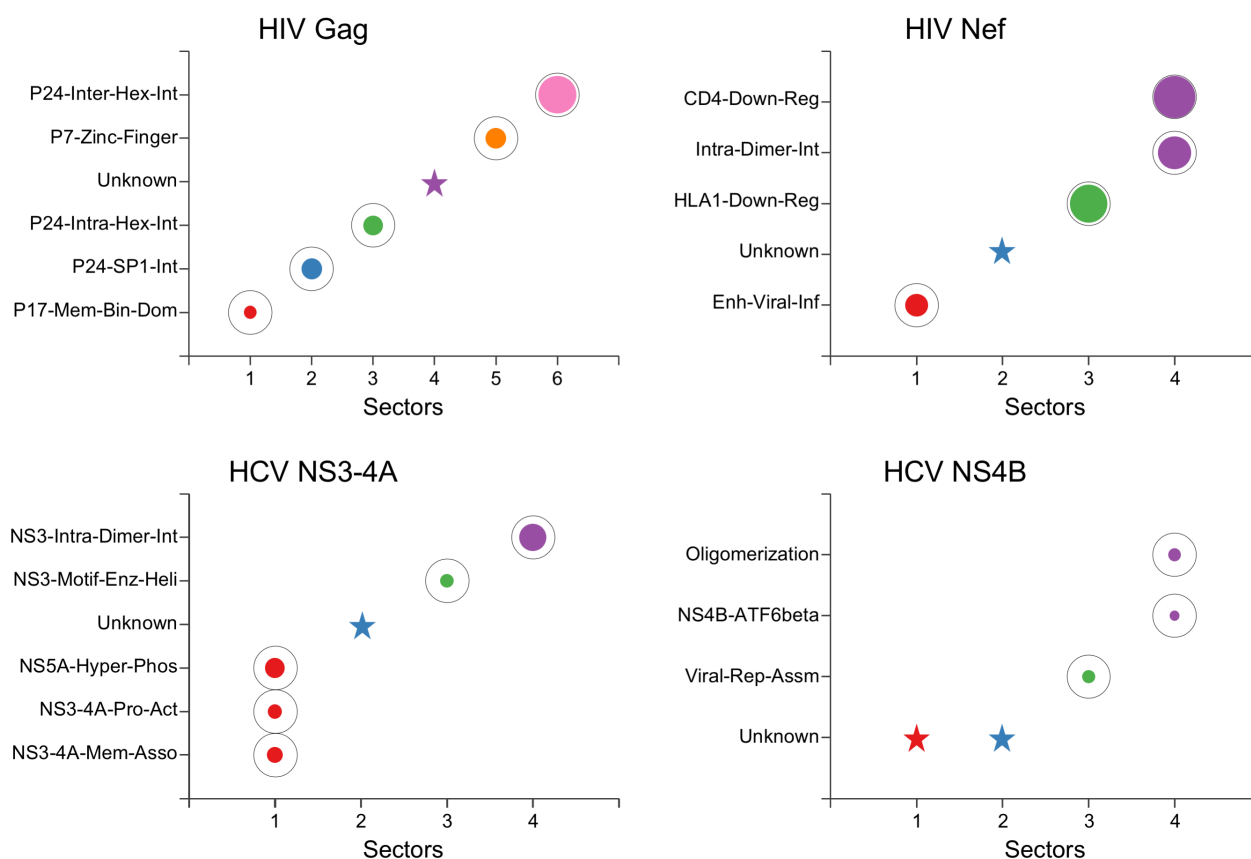 HIV Gag
P24-Inter-Hex-Int
P7-Zinc-Finger
Unknown
P24-Intra-Hex-Int
P24-SP1-Int
P17-Mem-Bin-Dom
1 2 3 4 5 6
Sectors
HIV Nef
CD4-Down-Reg
Intra-Dimer-Int
HLA1-Down-Reg
Unknown
Enh-Viral-Inf
1 2 3 4
Sectors
HCV NS3-4A
NS3-Intra-Dimer-Int
NS3-Motif-Enz-Heli
Unknown
NS5A-Hyper-Phos
NS3-4A-Pro-Act
NS3-4A-Mem-Asso
1 2 3 4
Sectors
HCV NS4B
Oligomerization
NS4B-ATF6beta
Viral-Rep-Assm
Unknown
1 2 3 4
Sectors